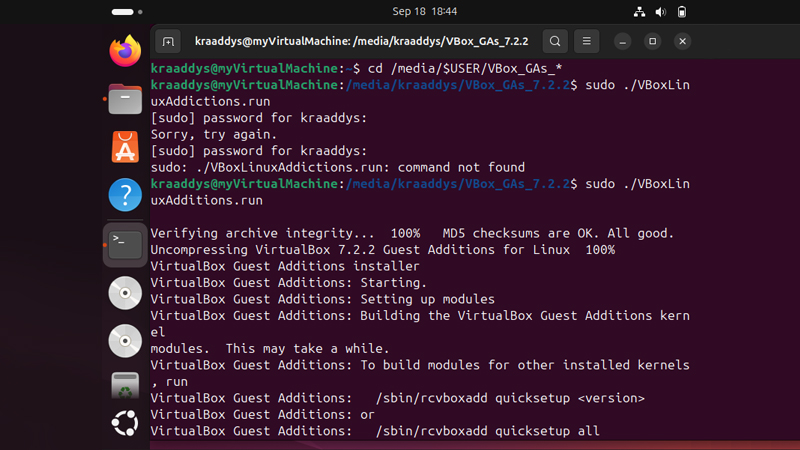 Sep 18 18:44
kraaddys@myVirtualMachine: /media/kraaddys/VBox_GAs_7.2.2
kraaddys@myVirtualMachine:~$ cd /media/$USER/VBox_GAs_*
kraaddys@myVirtualMachine:/media/kraaddys/VBox_GAs_7.2.2$ sudo ./VBoxLin
uxAddictions.run
[sudo] password for kraaddys:
Sorry, try again.
[sudo] password for kraaddys:
sudo: ./VBoxLinuxAddictions.run: command not found
kraaddys@myVirtualMachine:/media/kraaddys/VBox_GAs_7.2.2$ sudo ./VBoxLin
uxAdditions.run
Verifying archive integrity...  100%   MD5 checksums are OK. All good.
Uncompressing VirtualBox 7.2.2 Guest Additions for Linux  100%
VirtualBox Guest Additions installer
VirtualBox Guest Additions: Starting.
VirtualBox Guest Additions: Setting up modules
VirtualBox Guest Additions: Building the VirtualBox Guest Additions kern
el
modules.  This may take a while.
VirtualBox Guest Additions: To build modules for other installed kernels
, run
VirtualBox Guest Additions:   /sbin/rcvboxadd quicksetup <version>
VirtualBox Guest Additions: or
VirtualBox Guest Additions:   /sbin/rcvboxadd quicksetup all